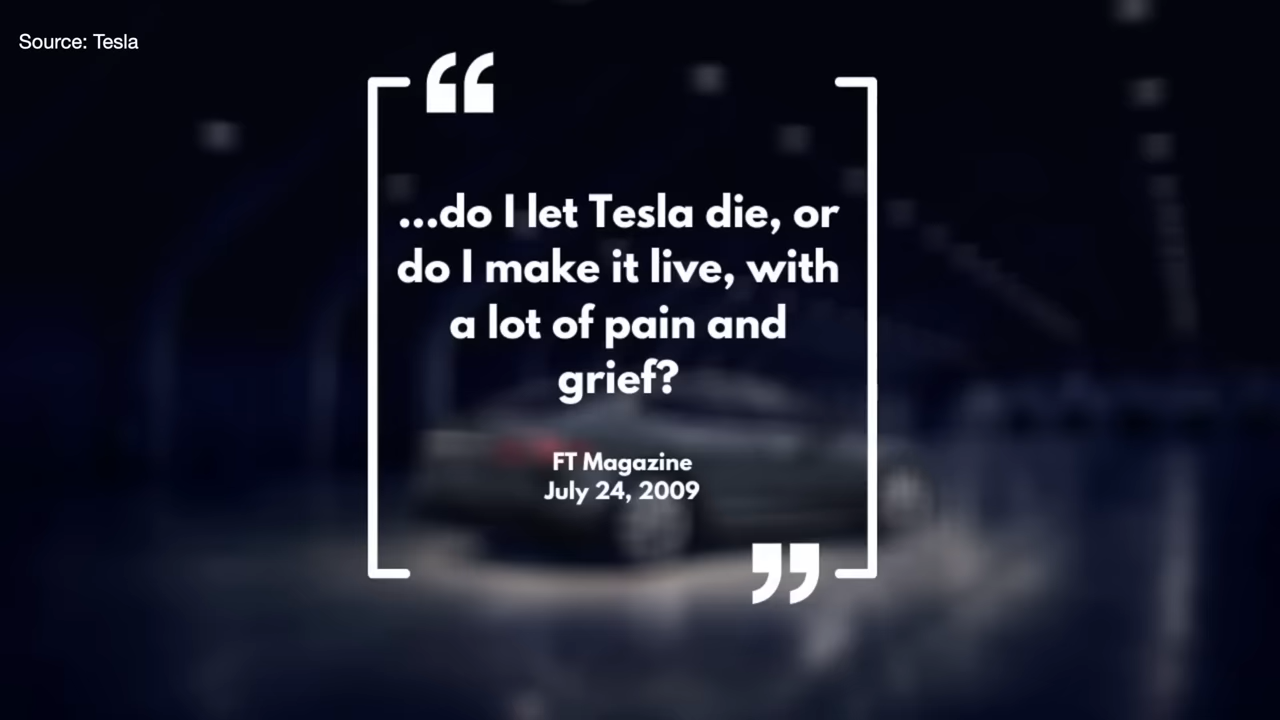 Source: Tesla
“
...do I let Tesla die, or
do I make it live, with
a lot of pain and
grief?
FT Magazine
July 24, 2009
”